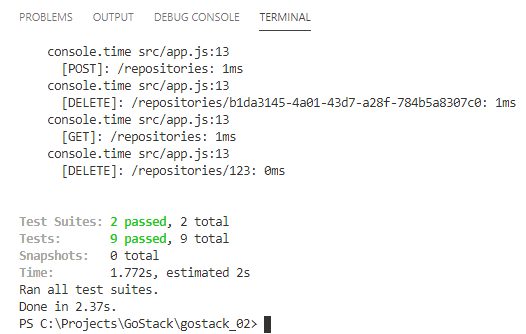 PROBLEMS OUTPUT DEBUG CONSOLE TERMINAL
console.time src/app.js:13
[POST]: /repositories: 1ms
console.time src/app.js:13
[DELETE]: /repositories/b1da3145-4a01-43d7-a28f-784b5a8307c0: 1ms
console.time src/app.js:13
[GET]: /repositories: 1ms
console.time src/app.js:13
[DELETE]: /repositories/123: 0ms
Test Suites: 2 passed, 2 total
Tests: 9 passed, 9 total
Snapshots: 0 total
Time: 1.772s, estimated 2s
Ran all test suites.
Done in 2.37s.
PS C:\Projects\GoStack\gostack_02>